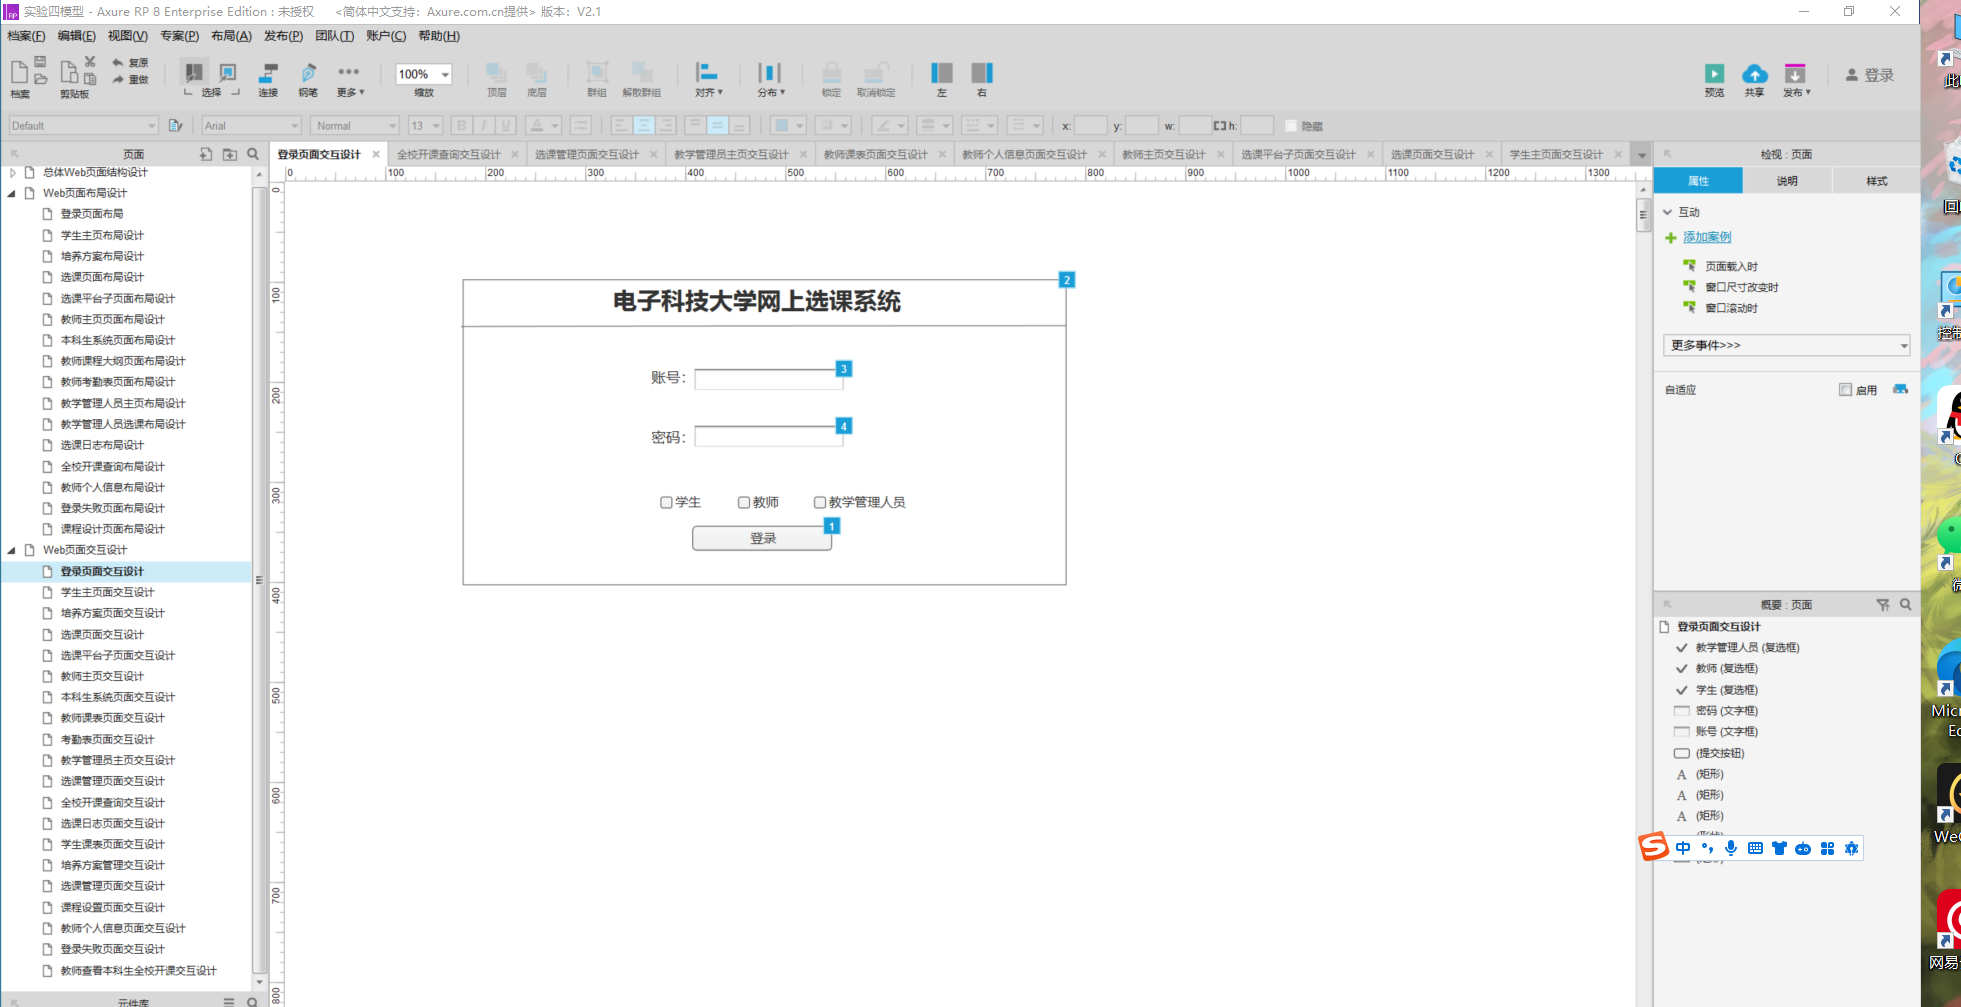 实验四模型 - Axure RP 8 Enterprise Edition : 未授权 <简体中文支持: Axure.com.cn提供> 版本: V2.1
档案(F) 编辑(E) 视图(V) 专案(P) 布局(A) 发布(P) 团队(T) 账户(C) 帮助(H)
档案 剪贴板 复原 重做 选择 连接 钢笔 更多 100% 缩放 顶层 底层 群组 解散群组 对齐 分布 锁定 取消锁定 左 右 预览 共享 发布 登录
Default Arial Normal 13 B I U A x: y: w: h: 隐藏
页面
总体Web页面结构设计
Web页面布局设计
登录页面布局
学生主页布局设计
培养方案布局设计
选课页面布局设计
选课平台子页面布局设计
教师主页页面布局设计
本科生系统页面布局设计
教师课程大纲页面布局设计
教师考勤表页面布局设计
教学管理人员主页布局设计
教学管理人员选课布局设计
选课日志布局设计
全校开课查询布局设计
教师个人信息布局设计
登录失败页面布局设计
课程设计页面布局设计
Web页面交互设计
登录页面交互设计
学生主页面交互设计
培养方案页面交互设计
选课页面交互设计
选课平台子页面交互设计
教师主页交互设计
本科生系统页面交互设计
教师课表页面交互设计
考勤表页面交互设计
教学管理员主页交互设计
选课管理页面交互设计
全校开课查询交互设计
选课日志页面交互设计
学生课表页面交互设计
培养方案管理交互设计
选课管理页面交互设计
课程设置页面交互设计
教师个人信息页面交互设计
登录失败页面交互设计
教师查看本科生全校开课交互设计
元件库
登录页面交互设计 全校开课查询交互设计 选课管理页面交互设计 教学管理员主页交互设计 教师课表页面交互设计 教师个人信息页面交互设计 教师主页交互设计 选课平台子页面交互设计 选课页面交互设计 学生主页面交互设计
0 100 200 300 400 500 600 700 800 900 1000 1100 1200 1300
0
100
200
300
400
500
600
700
800
2
电子科技大学网上选课系统
账号: 3
密码: 4
学生 教师 教学管理人员
登录 1
检视 : 页面
属性 说明 样式
互动
添加案例
页面载入时
窗口尺寸改变时
窗口滚动时
更多事件>>>
自适应 启用
概要 : 页面
登录页面交互设计
教学管理人员 (复选框)
教师 (复选框)
学生 (复选框)
密码 (文字框)
账号 (文字框)
(提交按钮)
A (矩形)
A (矩形)
A (矩形)
S 中
回
控制
Micr
WeC
网易